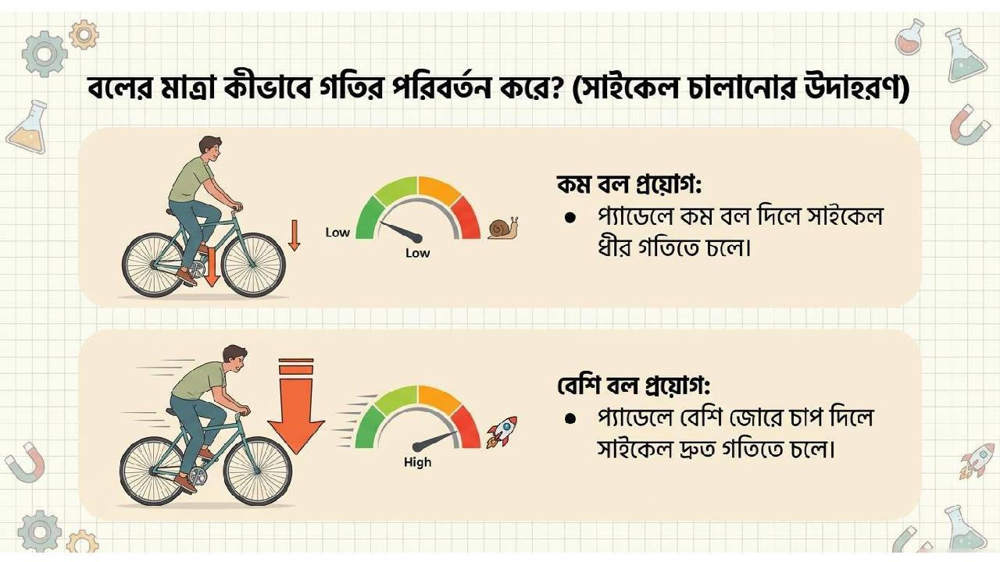 বলের মাত্রা কীভাবে গতির পরিবর্তন করে? (সাইকেল চালানোর উদাহরণ)
Low
Low
কম বল প্রয়োগ:
● প্যাডেলে কম বল দিলে সাইকেল
ধীর গতিতে চলে।
High
বেশি বল প্রয়োগ:
● প্যাডেলে বেশি জোরে চাপ দিলে
সাইকেল দ্রুত গতিতে চলে।